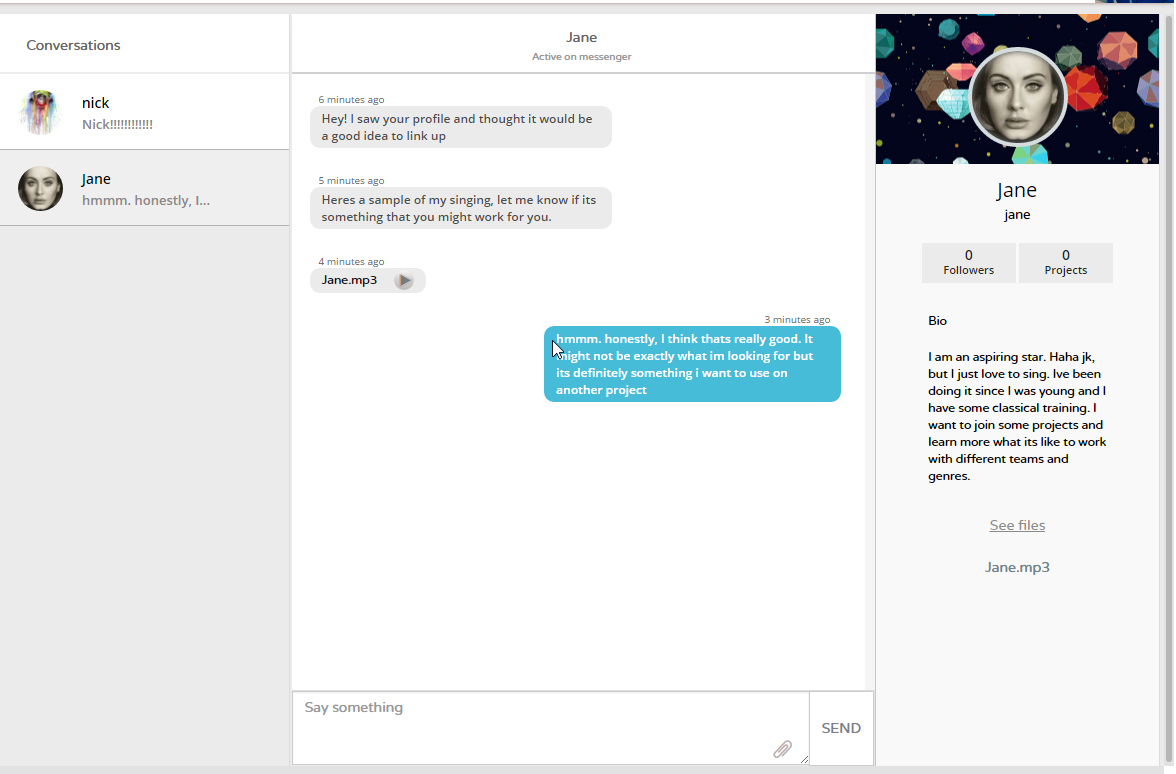 Conversations
nick
Nick!!!!!!!!!!!!
Jane
hmmm. honestly, I...
Jane
Active on messenger
6 minutes ago
Hey! I saw your profile and thought it would be
a good idea to link up
5 minutes ago
Heres a sample of my singing, let me know if its
something that you might work for you.
4 minutes ago
Jane.mp3
3 minutes ago
hmmm. honestly, I think thats really good. It
might not be exactly what im looking for but
its definitely something i want to use on
another project
Say something
SEND
Jane
jane
0
Followers
0
Projects
Bio
I am an aspiring star. Haha jk,
but I just love to sing. Ive been
doing it since I was young and I
have some classical training. I
want to join some projects and
learn more what its like to work
with different teams and
genres.
See files
Jane.mp3